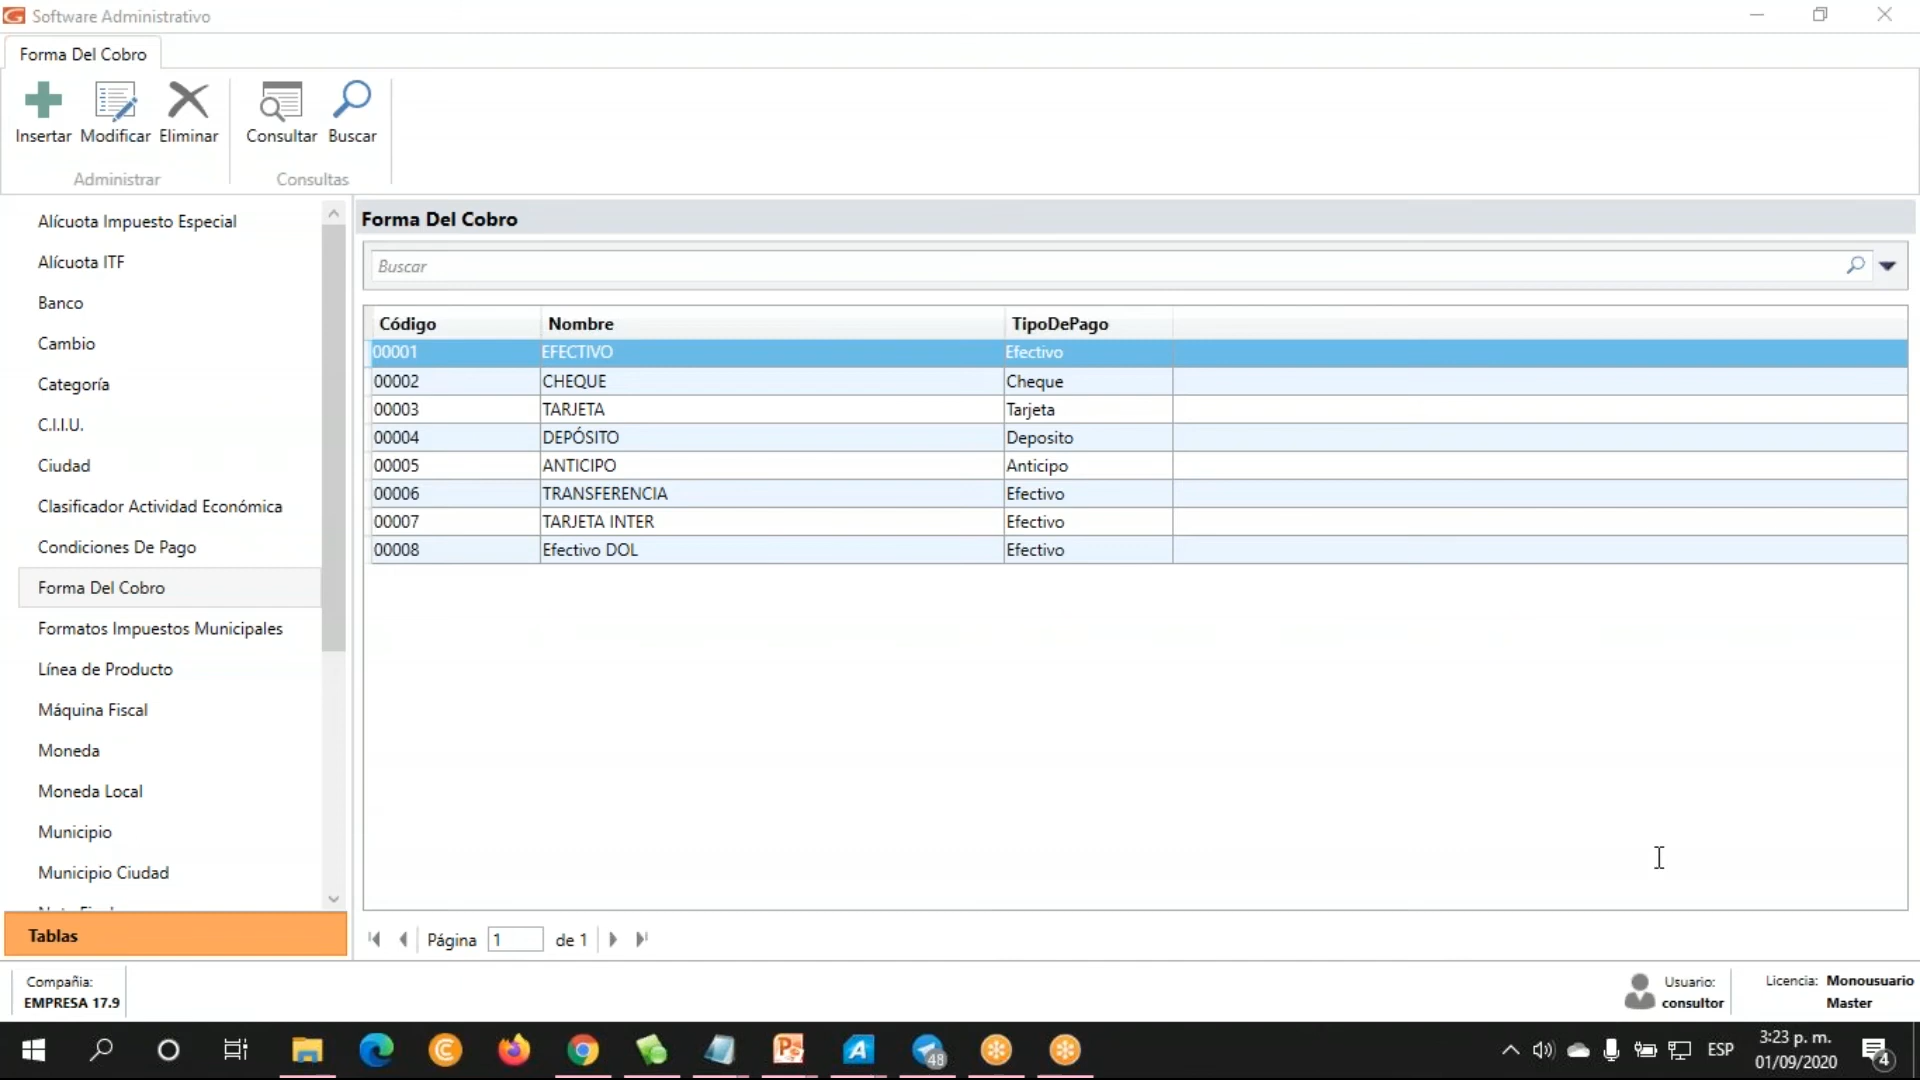 Software Administrativo
Forma Del Cobro
Insertar Modificar Eliminar Consultar Buscar
Administrar Consultas
Alícuota Impuesto Especial
Alícuota ITF
Banco
Cambio
Categoría
C.I.I.U.
Ciudad
Clasificador Actividad Económica
Condiciones De Pago
Forma Del Cobro
Formatos Impuestos Municipales
Línea de Producto
Máquina Fiscal
Moneda
Moneda Local
Municipio
Municipio Ciudad
Tablas
Forma Del Cobro
Buscar
Código Nombre TipoDePago
00001 EFECTIVO Efectivo
00002 CHEQUE Cheque
00003 TARJETA Tarjeta
00004 DEPÓSITO Deposito
00005 ANTICIPO Anticipo
00006 TRANSFERENCIA Efectivo
00007 TARJETA INTER Efectivo
00008 Efectivo DOL Efectivo
Página 1 de 1
Compañia:
EMPRESA 17.9
Usuario:
consultor
Licencia: Monousuario
Master
48
ESP
3:23 p. m.
01/09/2020
4